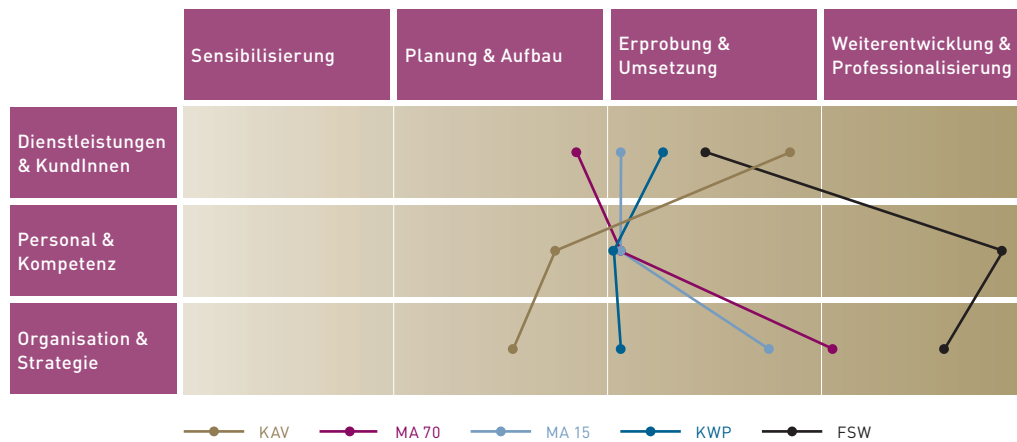 Sensibilisierung
Planung & Aufbau
Erprobung &
Umsetzung
Weiterentwicklung &
Professionalisierung
Dienstleistungen
& KundInnen
Personal &
Kompetenz
Organisation &
Strategie
KAV
MA 70
MA 15
KWP
FSW